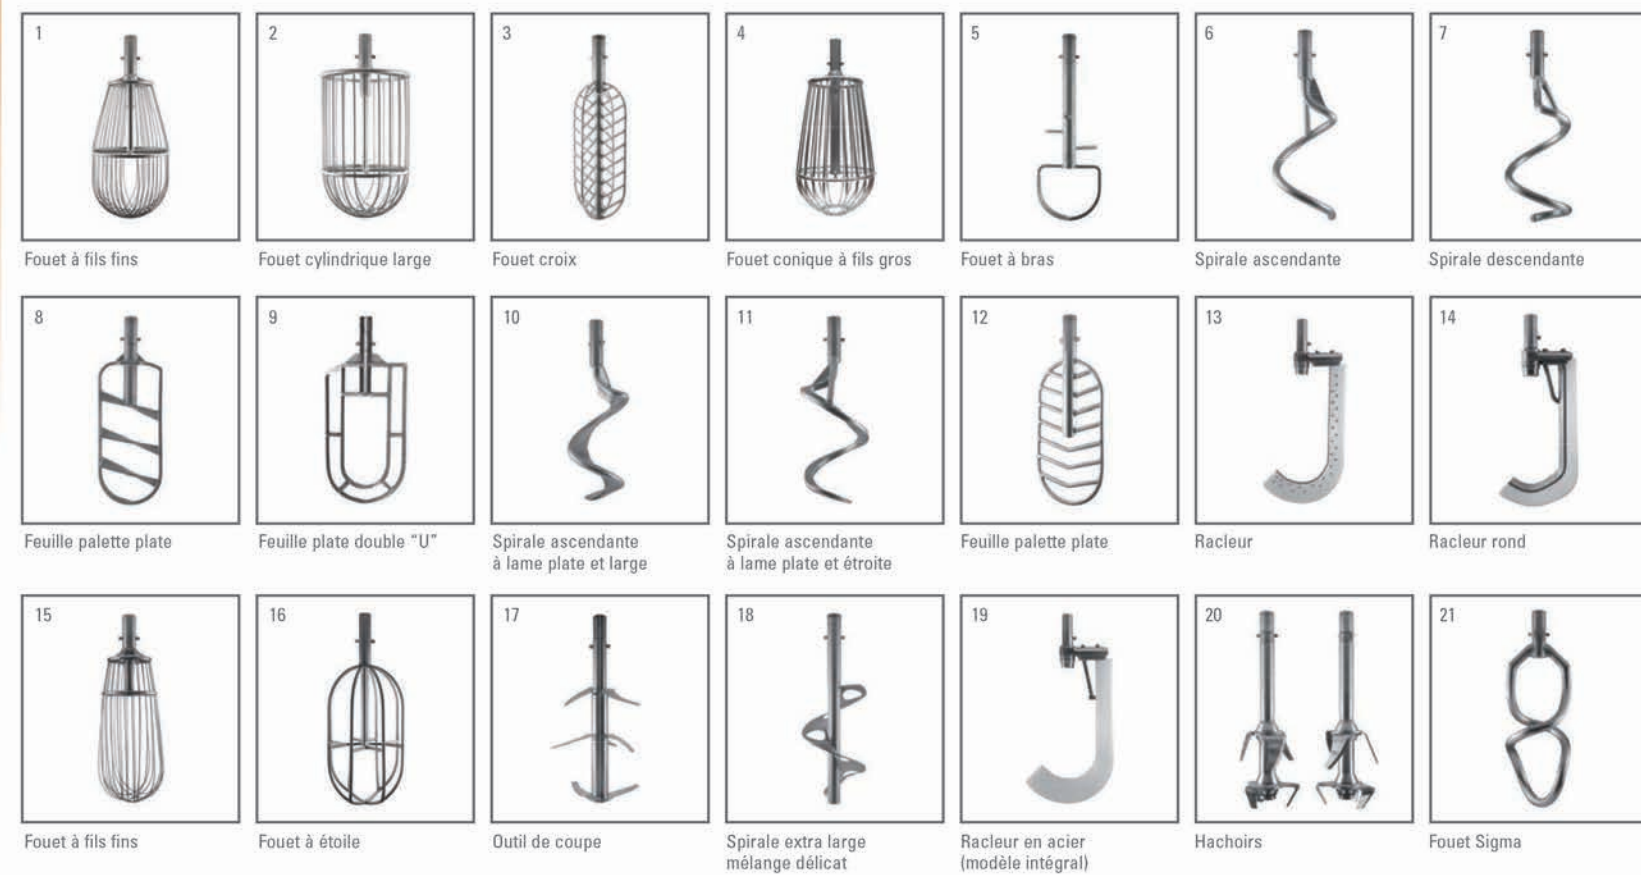 1
Fouet à fils fins
2
Fouet cylindrique large
3
Fouet croix
4
Fouet conique à fils gros
5
Fouet à bras
6
Spirale ascendante
7
Spirale descendante
8
Feuille palette plate
9
Feuille plate double “U”
10
Spirale ascendante
à lame plate et large
11
Spirale ascendante
à lame plate et étroite
12
Feuille palette plate
13
Racleur
14
Racleur rond
15
Fouet à fils fins
16
Fouet à étoile
17
Outil de coupe
18
Spirale extra large
mélange délicat
19
Racleur en acier
(modèle intégral)
20
Hachoirs
21
Fouet Sigma